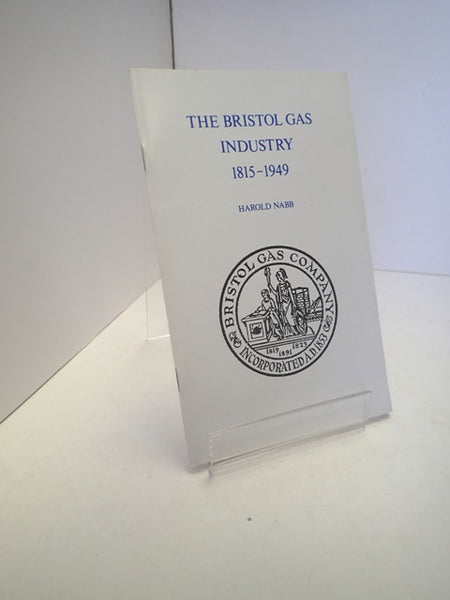 THE BRISTOL GAS
INDUSTRY
1815-1949
HAROLD NABB
BRISTOL GAS COMPANY
1819 1891 1823
INCORPORATED A.D. 1853